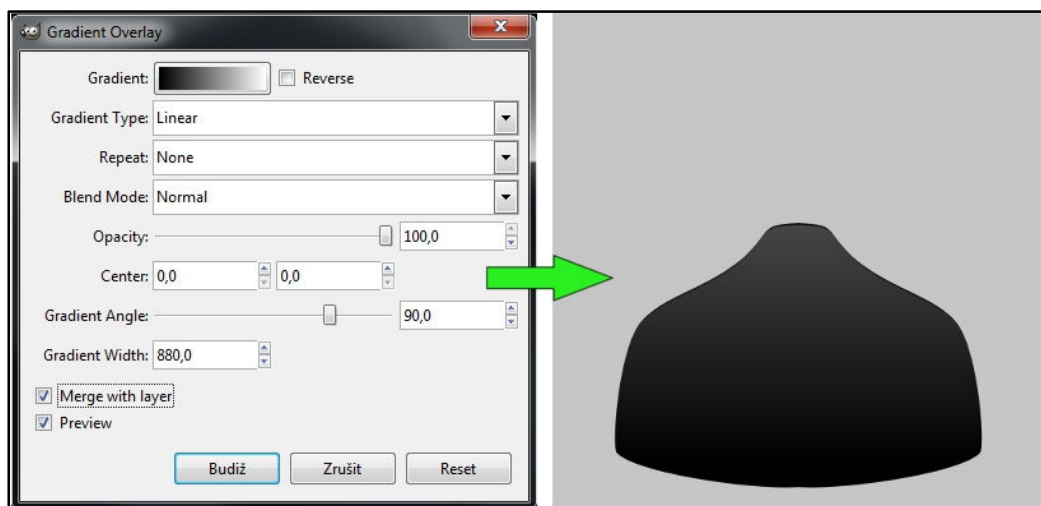 Gradient Overlay
Gradient: Reverse
Gradient Type: Linear
Repeat: None
Blend Mode: Normal
Opacity: 100,0
Center: 0,0 0,0
Gradient Angle: 90,0
Gradient Width: 880,0
Merge with layer
Preview
Budiž Zrušit Reset